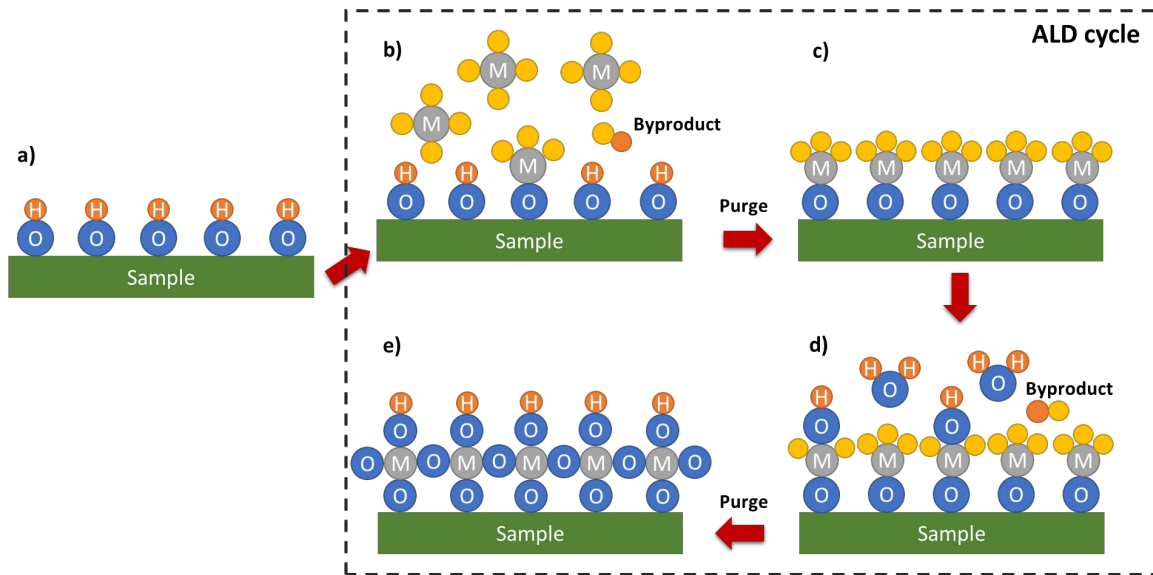 ALD cycle
a)
H H H H H
O O O O O
Sample
b)
M M
M
Byproduct
M
H H H H
O O O O O
Sample
Purge
c)
M M M M M
O O O O O
Sample
d)
H H H H
O O
Byproduct
H H
O O
M M M M M
O O O O O
Sample
Purge
e)
H H H H H
O O O O O
O M O M O M O M O M O
O O O O O
Sample